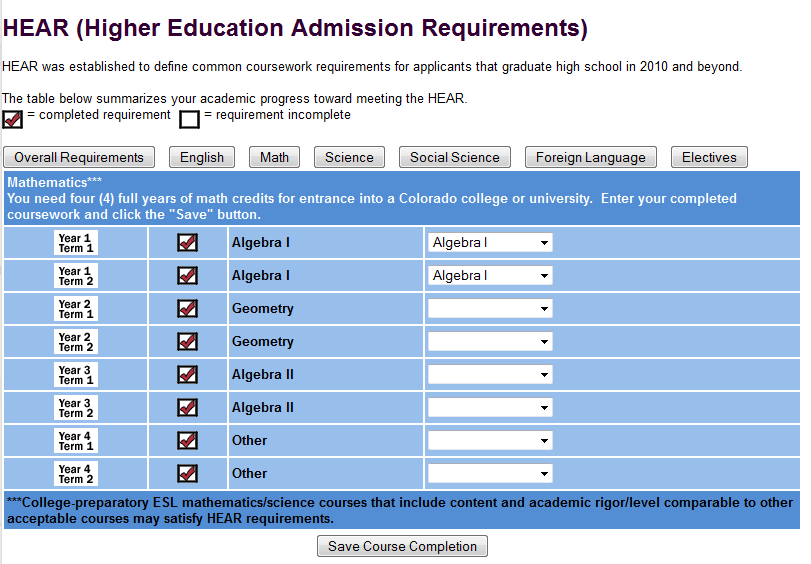 HEAR (Higher Education Admission Requirements)
HEAR was established to define common coursework requirements for applicants that graduate high school in 2010 and beyond.
The table below summarizes your academic progress toward meeting the HEAR.
= completed requirement = requirement incomplete
Overall Requirements English Math Science Social Science Foreign Language Electives
Mathematics***
You need four (4) full years of math credits for entrance into a Colorado college or university. Enter your completed
coursework and click the "Save" button.
Year 1
Term 1
Algebra I Algebra I
Year 1
Term 2
Algebra I Algebra I
Year 2
Term 1
Geometry
Year 2
Term 2
Geometry
Year 3
Term 1
Algebra II
Year 3
Term 2
Algebra II
Year 4
Term 1
Other
Year 4
Term 2
Other
***College-preparatory ESL mathematics/science courses that include content and academic rigor/level comparable to other
acceptable courses may satisfy HEAR requirements.
Save Course Completion